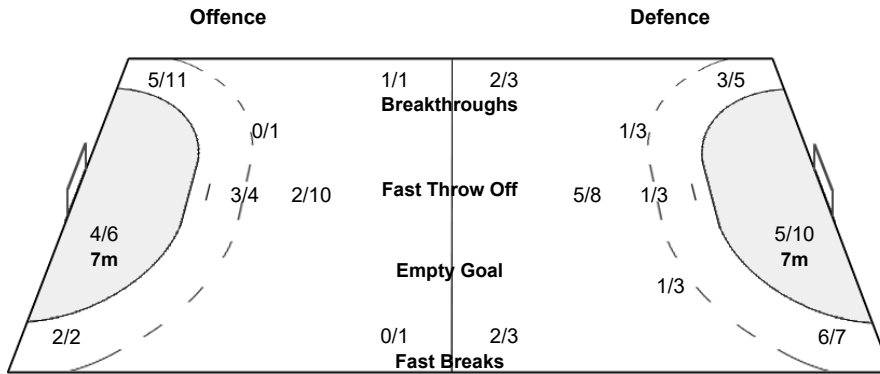 Offence Defence
5/11 1/1 2/3 3/5
Breakthroughs
0/1 1/3
3/4 2/10 Fast Throw Off 5/8 1/3
4/6 5/10
7m 7m
Empty Goal
1/3
2/2 0/1 2/3 6/7
Fast Breaks